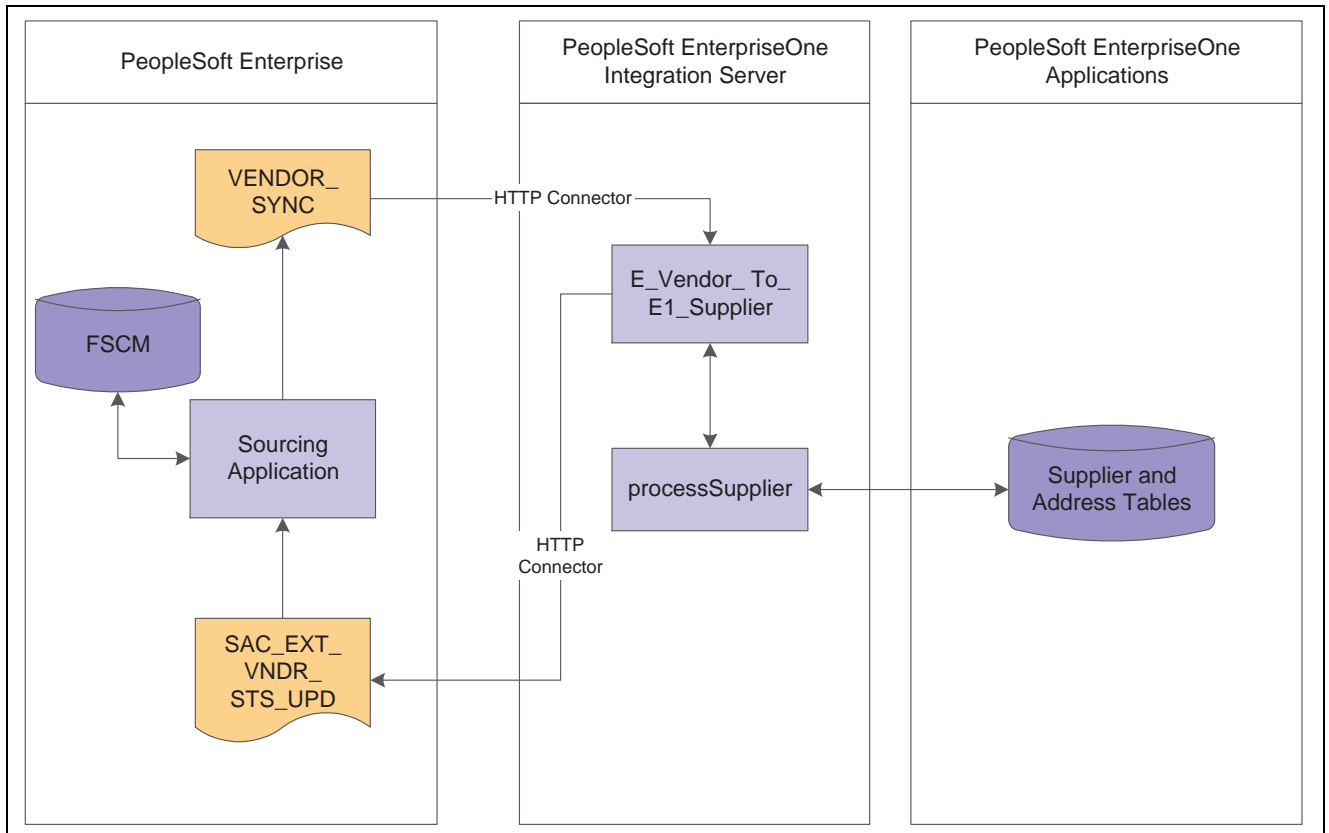 PeopleSoft Enterprise
PeopleSoft EnterpriseOne
Integration Server
PeopleSoft EnterpriseOne
Applications
VENDOR_
SYNC
HTTP Connector
E_Vendor_ To_
E1_Supplier
FSCM
Sourcing
Application
processSupplier
Supplier and
Address Tables
HTTP
Connector
SAC_EXT_
VNDR_
STS_UPD